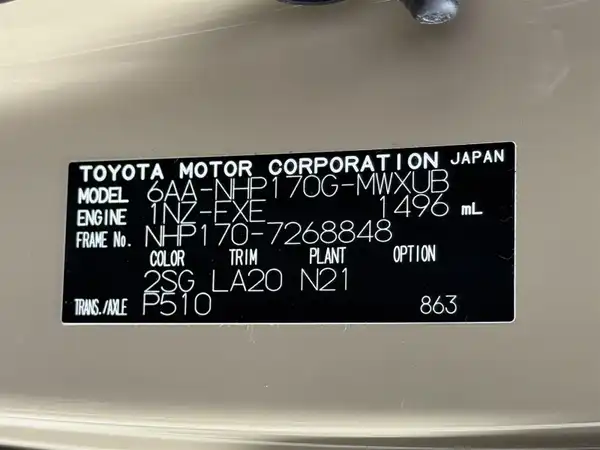 TOYOTA MOTOR CORPORATION JAPAN
MODEL 6AA-NHP170G-MWXUB
ENGINE 1NZ-FXE 1496 mL
FRAME No. NHP170-7268848
COLOR TRIM PLANT OPTION
2SG LA20 N21
TRANS./AXLE P510 863